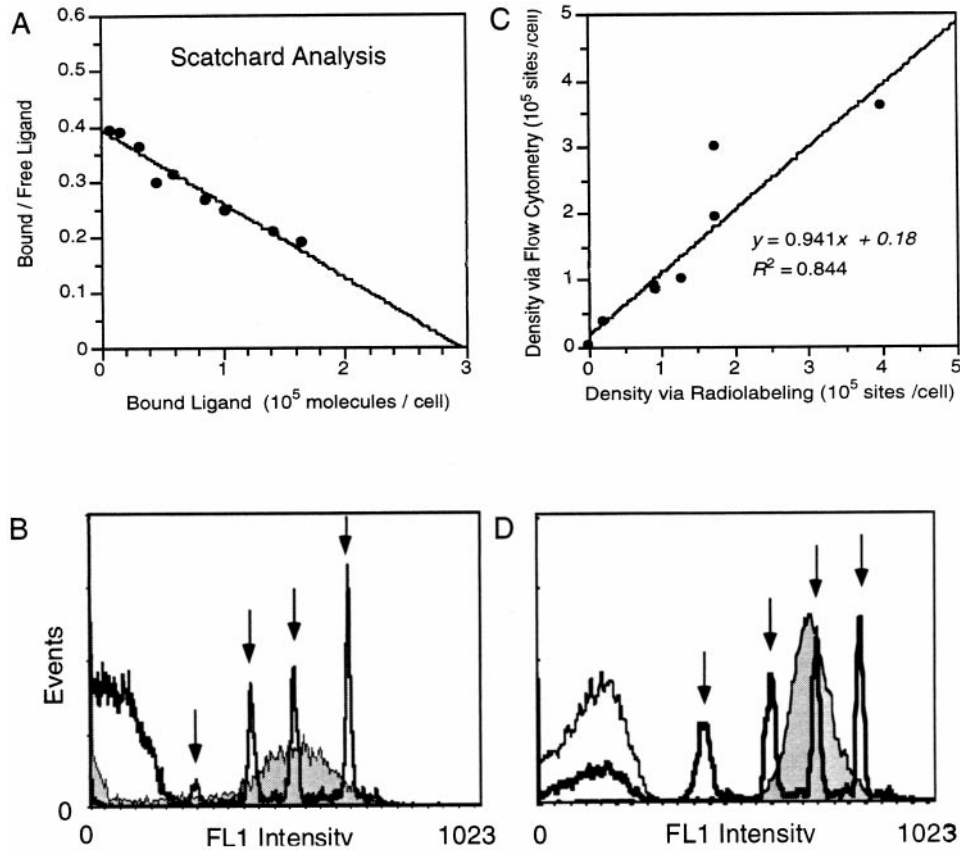 A
0.6
0.5
0.4
0.3
0.2
0.1
0
Scatchard Analysis
Bound / Free Ligand
0
1
2
3
Bound Ligand (10⁵ molecules / cell)
C
5
4
3
2
1
0
Density via Flow Cytometry (10⁵ sites /cell)
y = 0.941x + 0.18
R² = 0.844
0
1
2
3
4
5
Density via Radiolabeling (10⁵ sites /cell)
B
Events
0
0
FL1 Intensity
1023
D
0
FL1 Intensity
1023